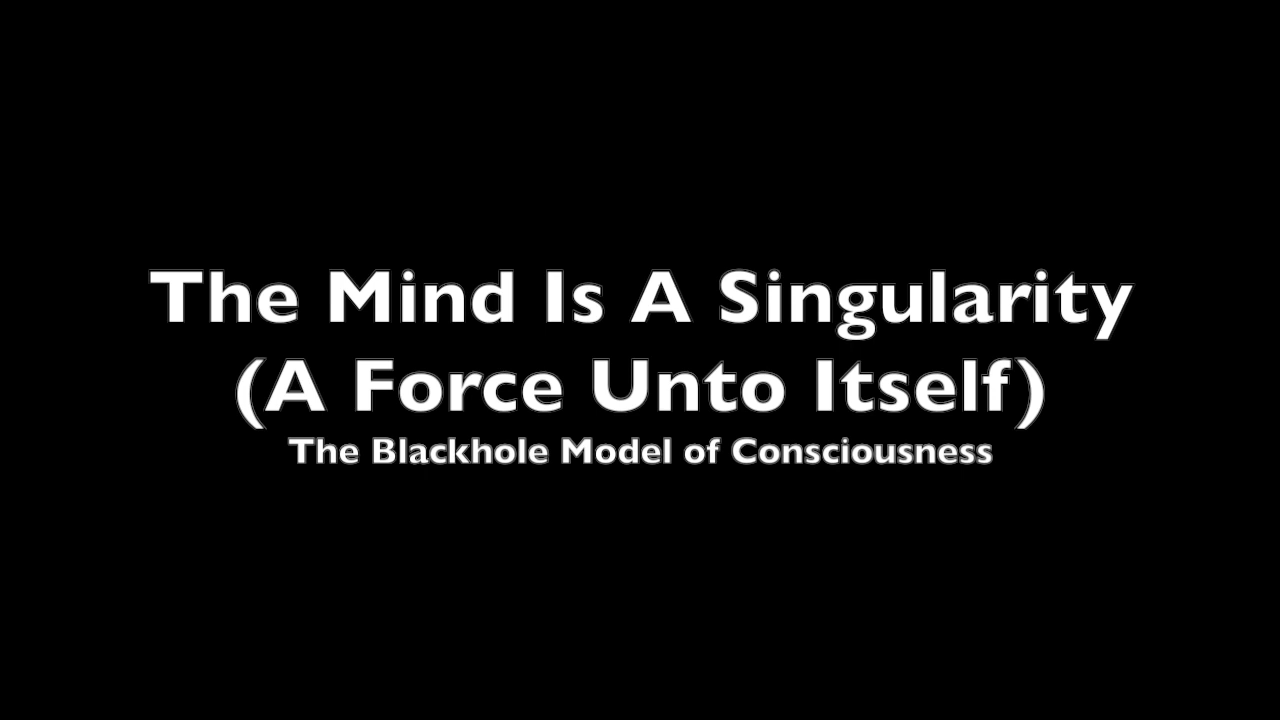 The Mind Is A Singularity
(A Force Unto Itself)
The Blackhole Model of Consciousness